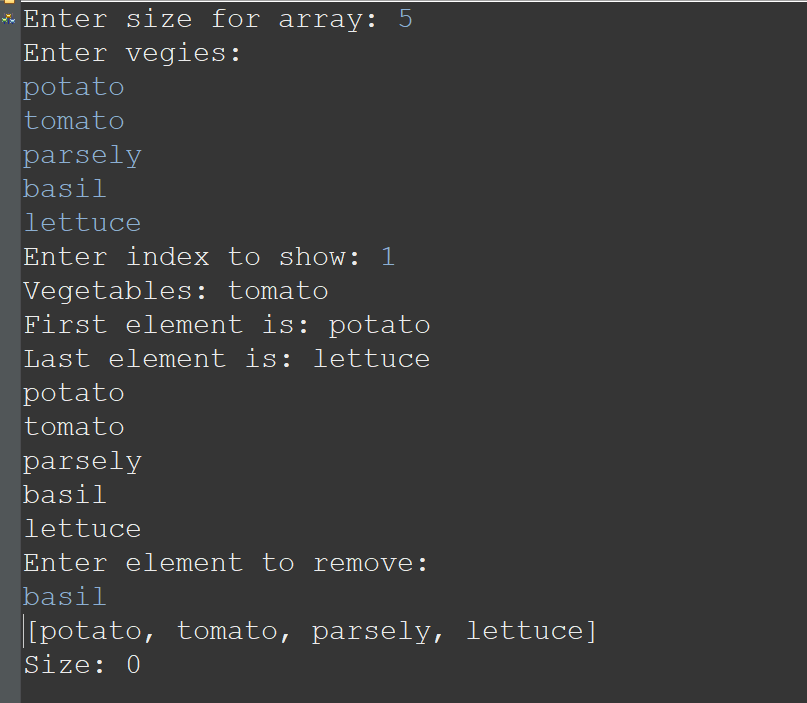 Enter size for array: 5
Enter vegies:
potato
tomato
parsely
basil
lettuce
Enter index to show: 1
Vegetables: tomato
First element is: potato
Last element is: lettuce
potato
tomato
parsely
basil
lettuce
Enter element to remove:
basil
[potato, tomato, parsely, lettuce]
Size: 0